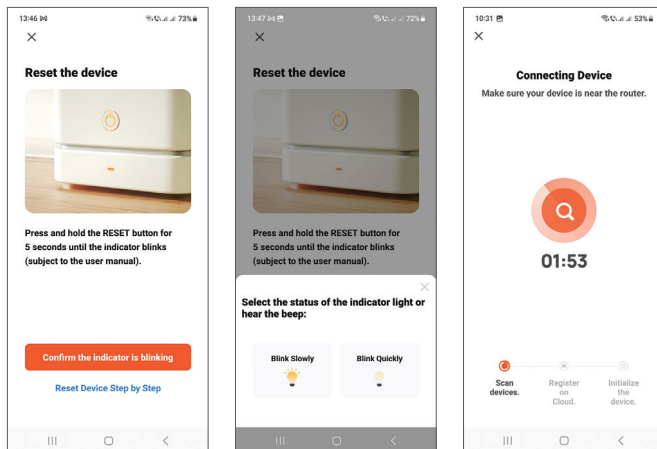 13:46
73%
Reset the device
Press and hold the RESET button for
5 seconds until the indicator blinks
(subject to the user manual).
Confirm the indicator is blinking
Reset Device Step by Step
13:47
72%
Reset the device
Press and hold the RESET button for
5 seconds until the indicator blinks
(subject to the user manual).
Select the status of the indicator light or
hear the beep:
Blink Slowly
Blink Quickly
10:31
53%
Connecting Device
Make sure your device is near the router.
01:53
Scan
devices.
Register
on
Cloud.
Initialize
the
device.